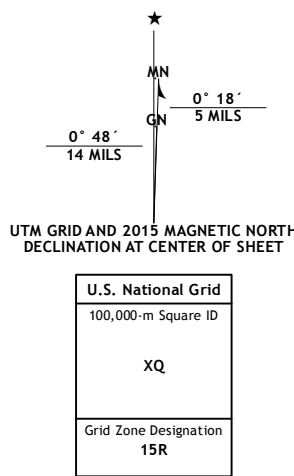 ★
MN
0° 18´
5 MILS
GN
0° 48´
14 MILS
UTM GRID AND 2015 MAGNETIC NORTH
DECLINATION AT CENTER OF SHEET
U.S. National Grid
100,000-m Square ID
XQ
Grid Zone Designation
15R